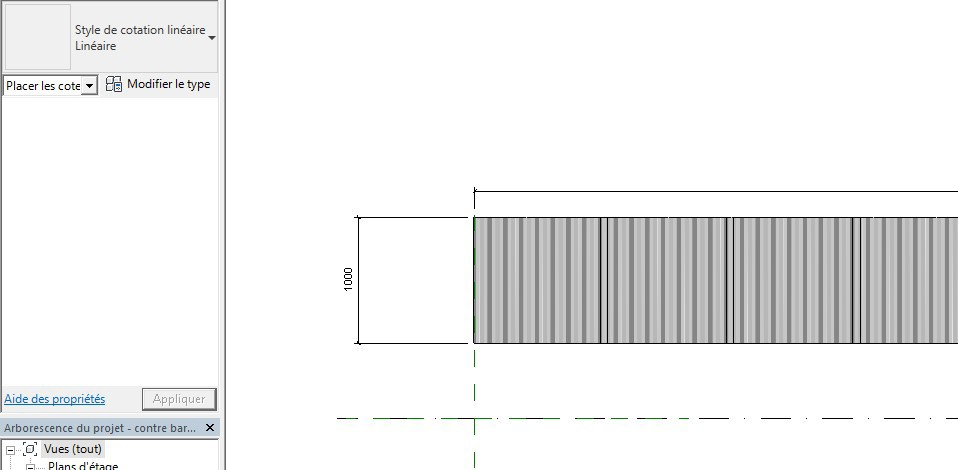 Style de cotation linéaire
Linéaire
Placer les cote
Modifier le type
1000
Aide des propriétés
Appliquer
Arborescence du projet - contre bar...
Vues (tout)
Plans d'étage